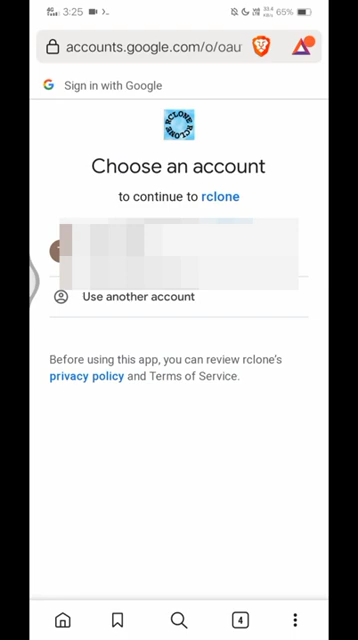 3:25
65%
accounts.google.com/o/oau
Sign in with Google
RCLONE RCLONE
Choose an account
to continue to rclone
Use another account
Before using this app, you can review rclone's
privacy policy and Terms of Service.
4